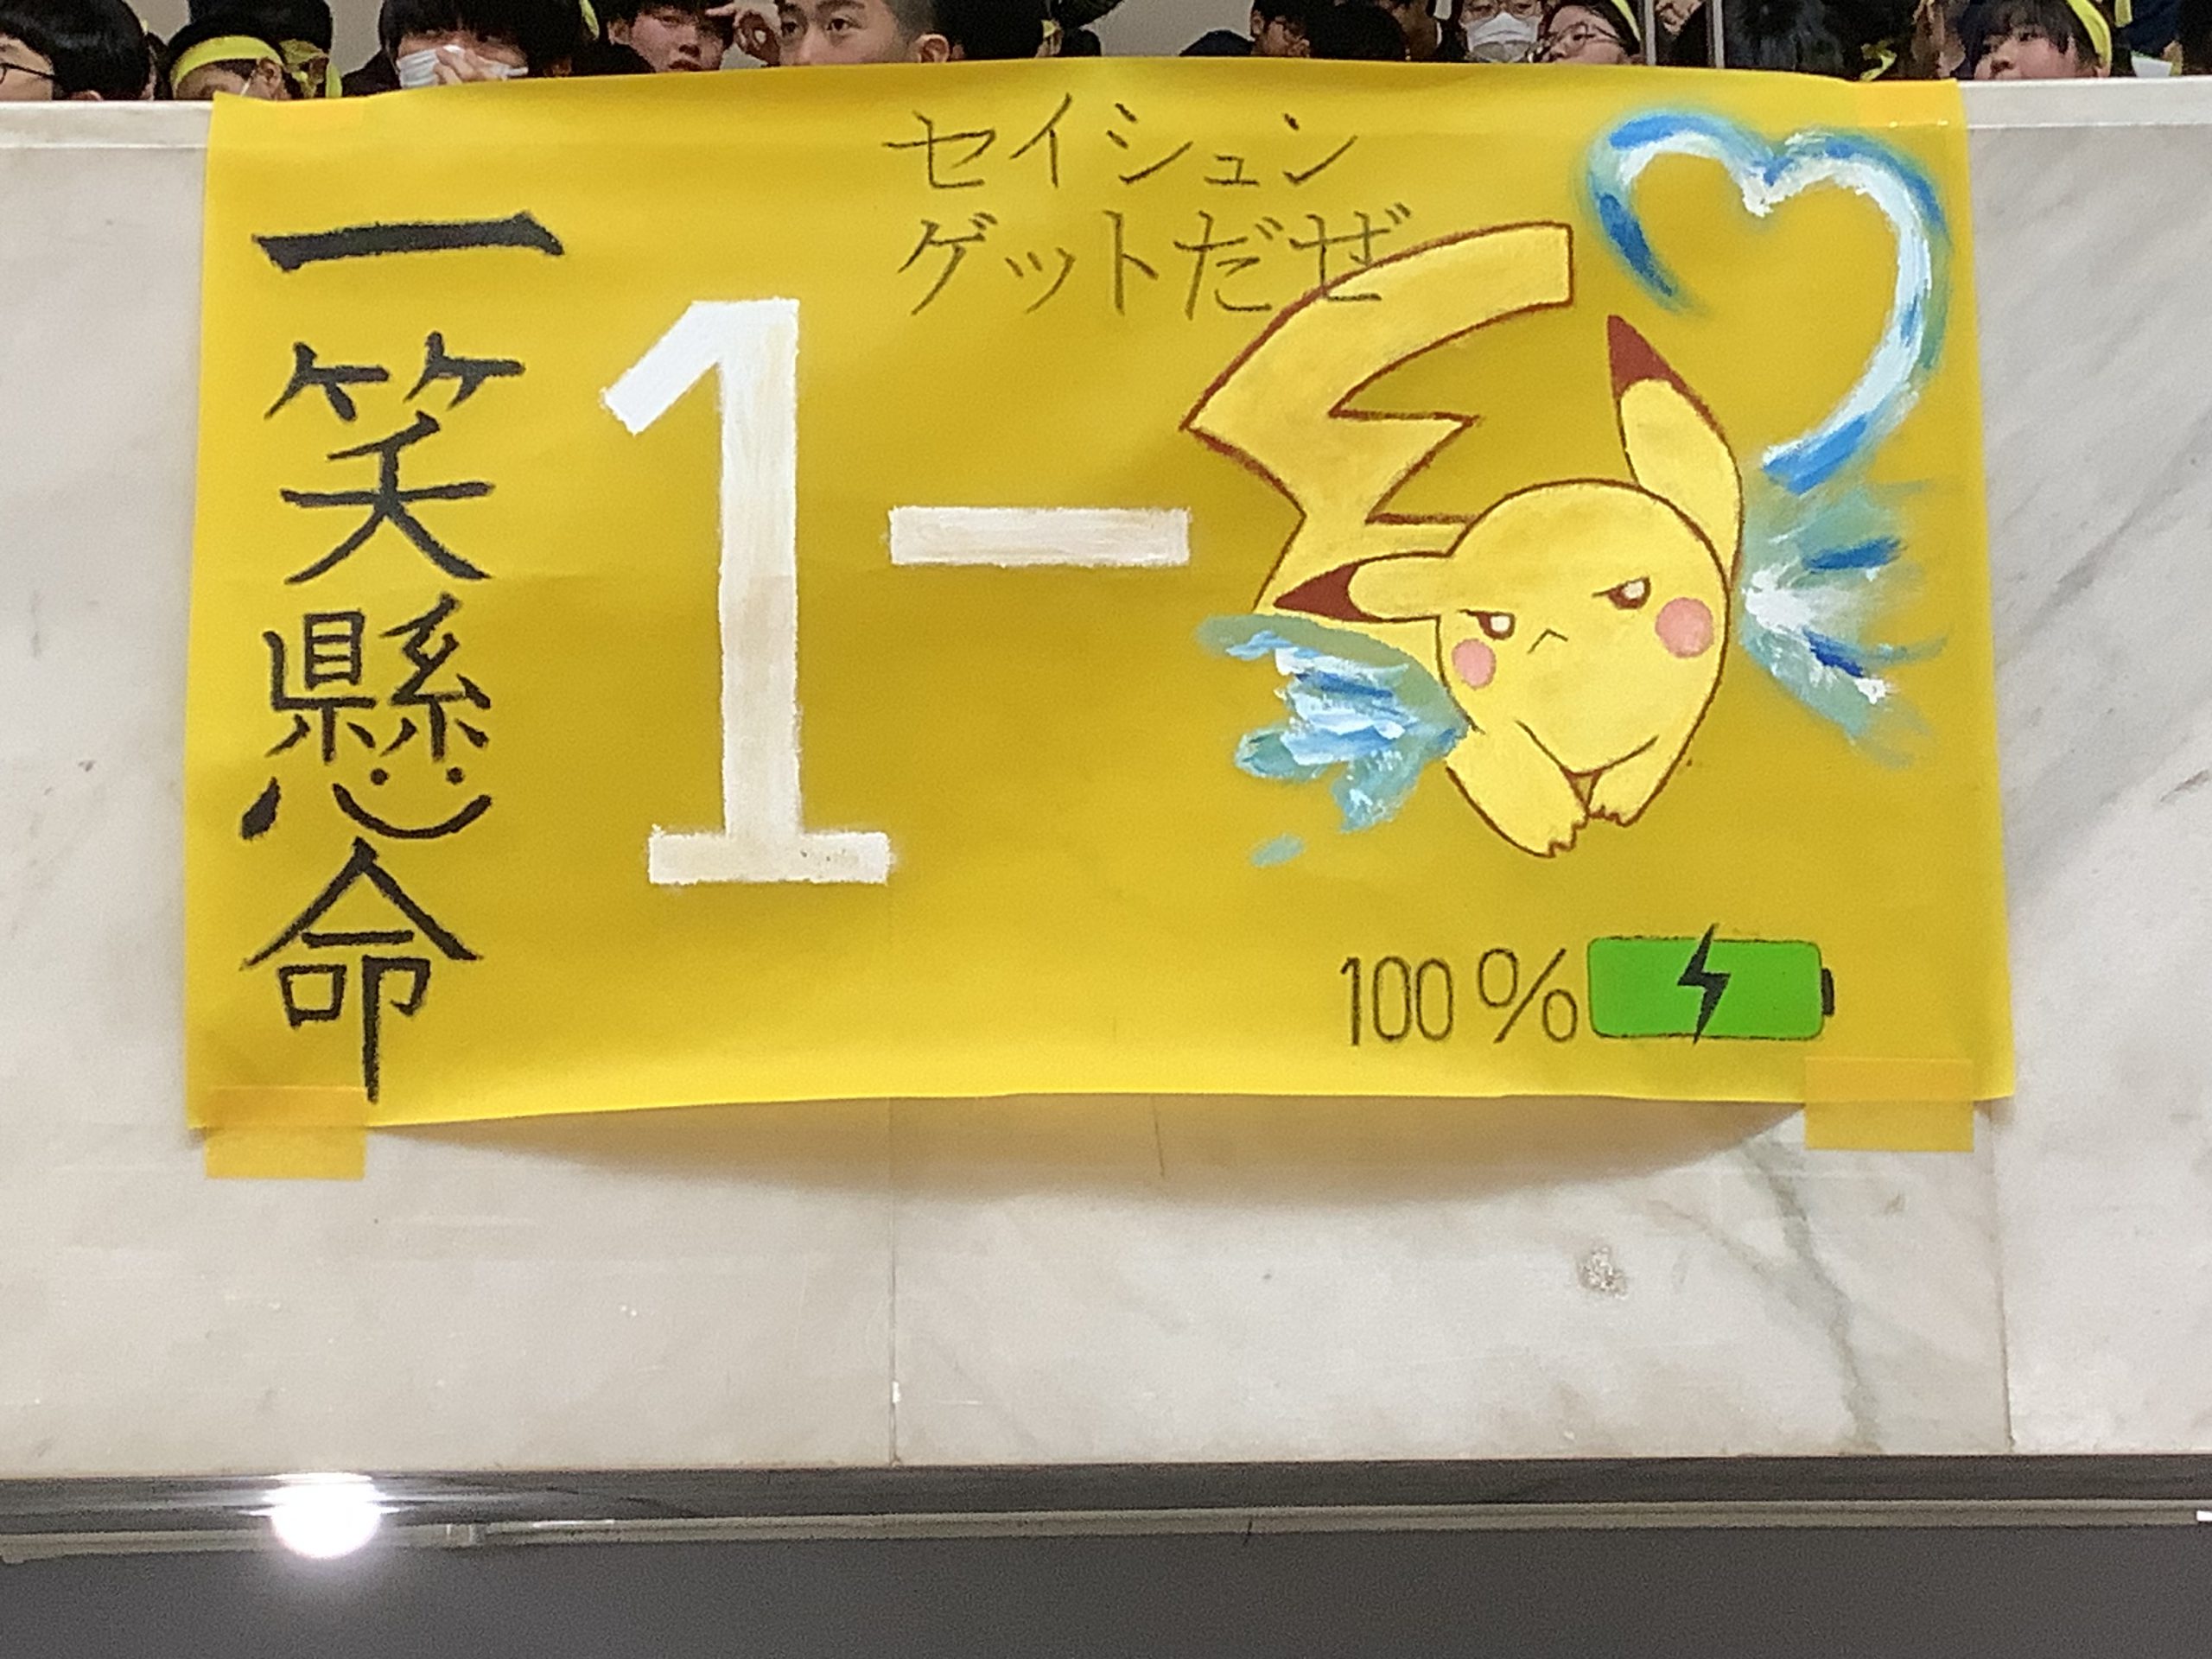 一笑懸命
セイシュン
ゲットだぜ
1-
100%